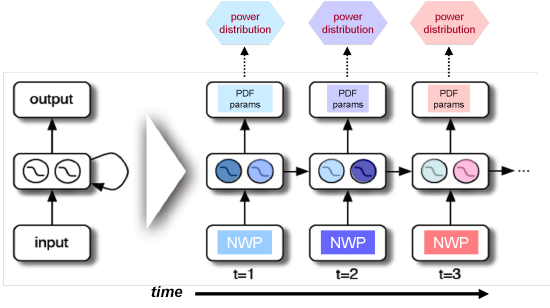 power
distribution
power
distribution
power
distribution
output
PDF
params
PDF
params
PDF
params
input
NWP
NWP
NWP
...
t=1
t=2
t=3
time